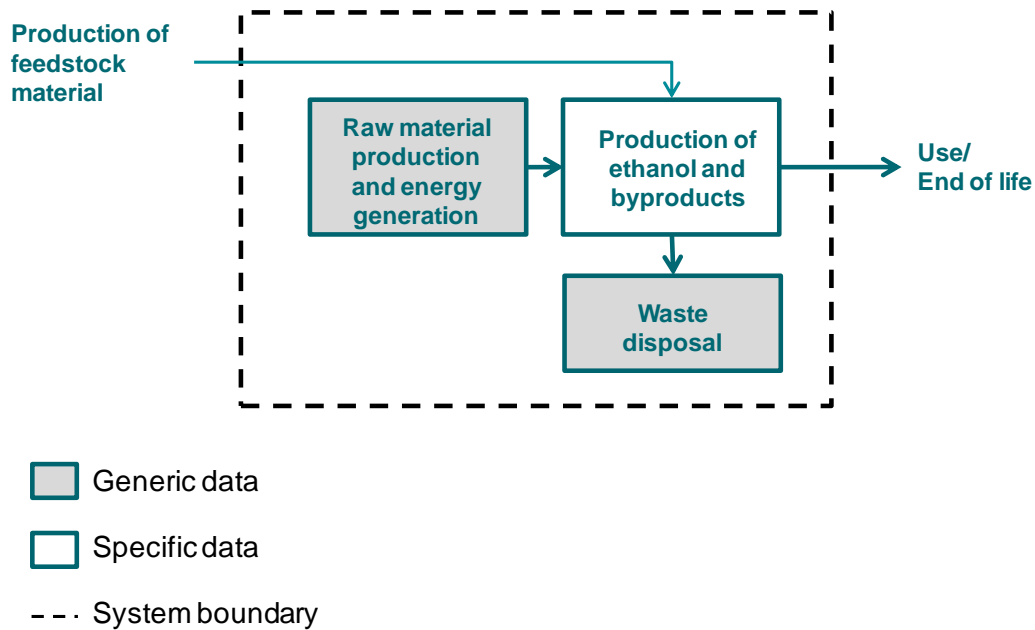 Production of
feedstock
material
Raw material
production
and energy
generation
Production of
ethanol and
byproducts
Use/
End of life
Waste
disposal
Generic data
Specific data
System boundary